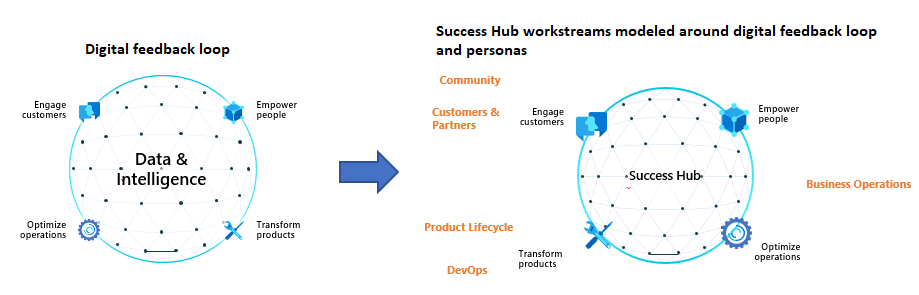 Digital feedback loop
Engage
customers
Empower
people
Data &
Intelligence
Optimize
operations
Transform
products
Success Hub workstreams modeled around digital feedback loop
and personas
Community
Customers &
Partners
Engage
customers
Empower
people
Success Hub
Business Operations
Product Lifecycle
Transform
products
Optimize
operations
DevOps